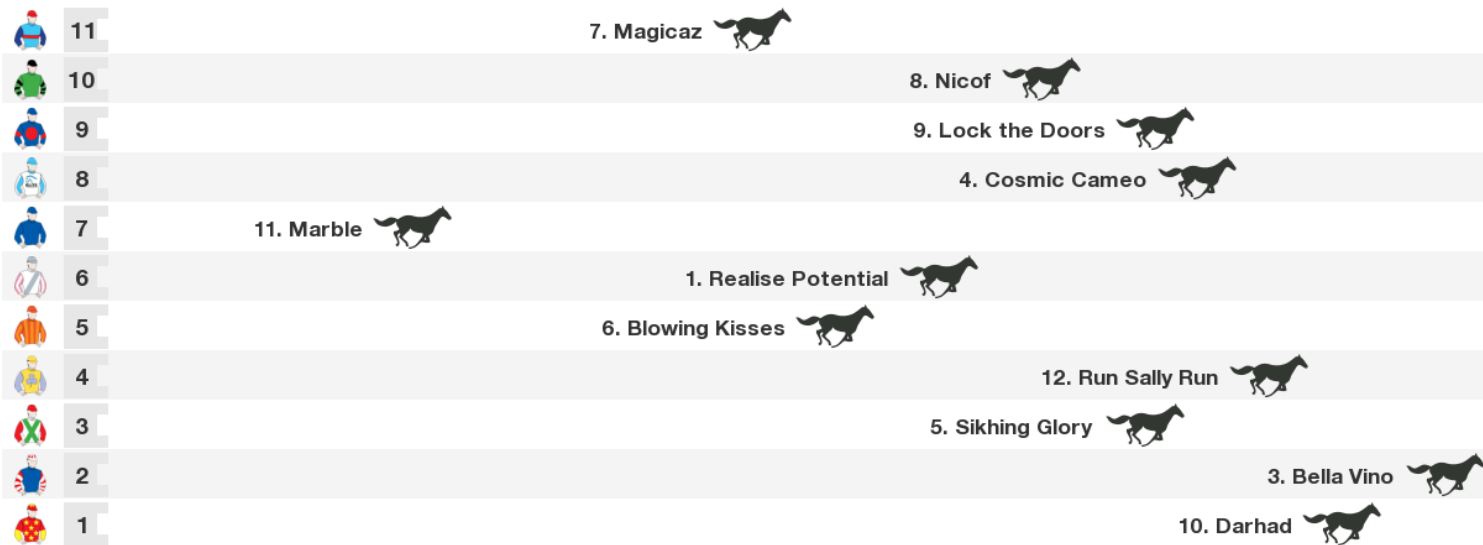 11 7. Magicaz
10 8. Nicof
9 9. Lock the Doors
8 4. Cosmic Cameo
7 11. Marble
6 1. Realise Potential
5 6. Blowing Kisses
4 12. Run Sally Run
3 5. Sikhing Glory
2 3. Bella Vino
1 10. Darhad